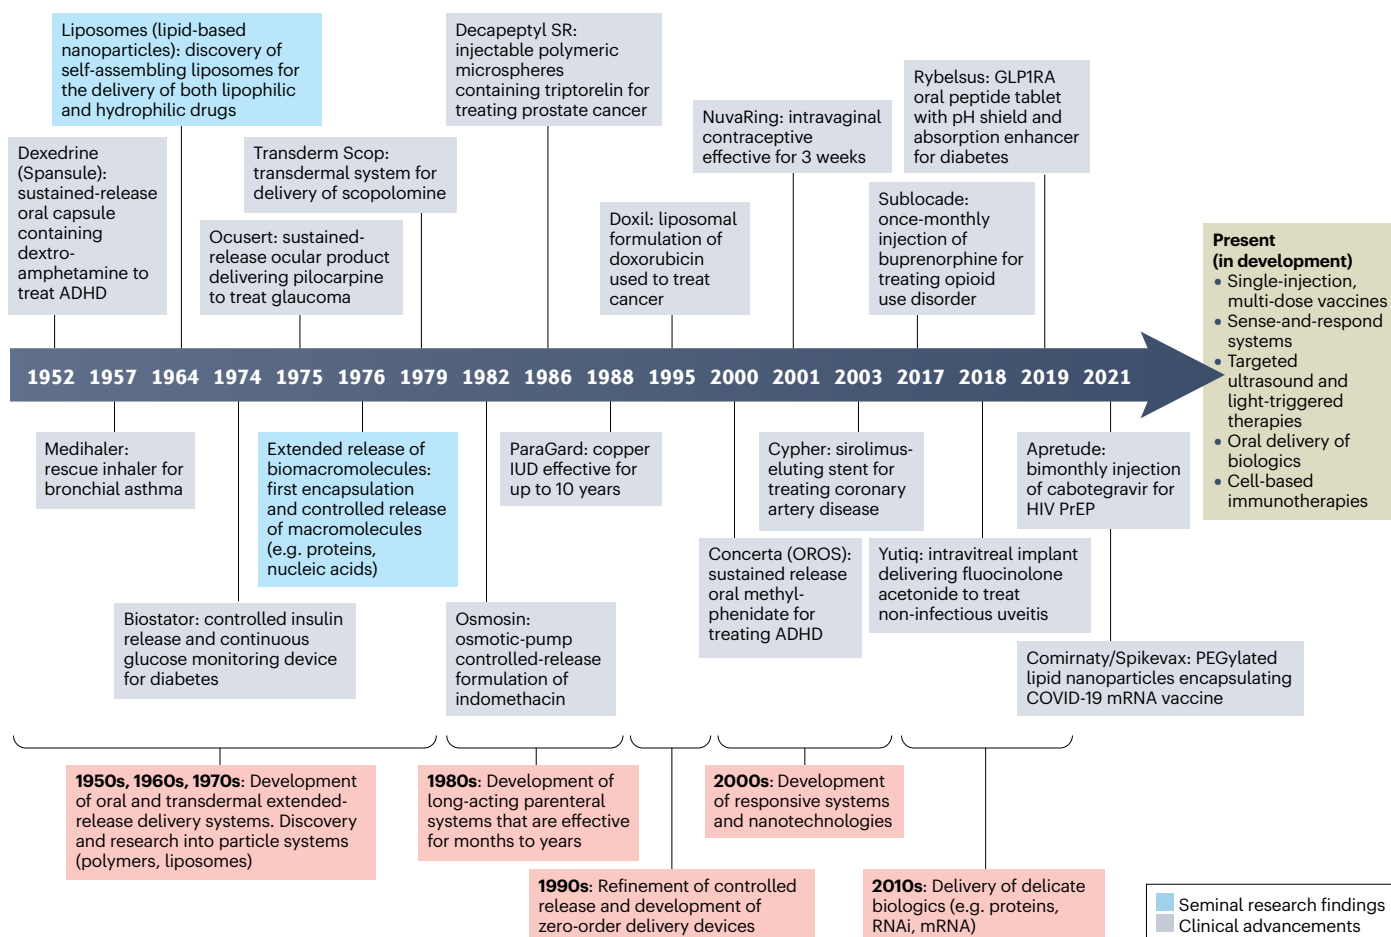 Liposomes (lipid-based
nanoparticles): discovery of
self-assembling liposomes for
the delivery of both lipophilic
and hydrophilic drugs
Decapeptyl SR:
injectable polymeric
microspheres
containing triptorelin for
treating prostate cancer
Rybelsus: GLP1RA
oral peptide tablet
with pH shield and
absorption enhancer
for diabetes
NuvaRing: intravaginal
contraceptive
effective for 3 weeks
Dexedrine
(Spansule):
sustained-release
oral capsule
containing
dextro-
amphetamine to
treat ADHD
Transderm Scop:
transdermal system for
delivery of scopolomine
Ocusert: sustained-
release ocular product
delivering pilocarpine
to treat glaucoma
Doxil: liposomal
formulation of
doxorubicin
used to treat
cancer
Sublocade:
once-monthly
injection of
buprenorphine for
treating opioid
use disorder
Present
(in development)
• Single-injection,
multi-dose vaccines
• Sense-and-respond
systems
• Targeted
ultrasound and
light-triggered
therapies
• Oral delivery of
biologics
• Cell-based
immunotherapies
1952 1957 1964 1974 1975 1976 1979 1982 1986 1988 1995 2000 2001 2003 2017 2018 2019 2021
Medihaler:
rescue inhaler for
bronchial asthma
Extended release of
biomacromolecules:
first encapsulation
and controlled release
of macromolecules
(e.g. proteins,
nucleic acids)
ParaGard: copper
IUD effective for
up to 10 years
Cypher: sirolimus-
eluting stent for
treating coronary
artery disease
Apretude:
bimonthly injection
of cabotegravir for
HIV PrEP
Biostator: controlled insulin
release and continuous
glucose monitoring device
for diabetes
Osmosin:
osmotic-pump
controlled-release
formulation of
indomethacin
Concerta (OROS):
sustained release
oral methyl-
phenidate for
treating ADHD
Yutiq: intravitreal implant
delivering fluocinolone
acetonide to treat
non-infectious uveitis
Comirnaty/Spikevax: PEGylated
lipid nanoparticles encapsulating
COVID-19 mRNA vaccine
1950s, 1960s, 1970s: Development
of oral and transdermal extended-
release delivery systems. Discovery
and research into particle systems
(polymers, liposomes)
1980s: Development of
long-acting parenteral
systems that are effective
for months to years
1990s: Refinement of controlled
release and development of
zero-order delivery devices
2000s: Development
of responsive systems
and nanotechnologies
2010s: Delivery of delicate
biologics (e.g. proteins,
RNAi, mRNA)
Seminal research findings
Clinical advancements